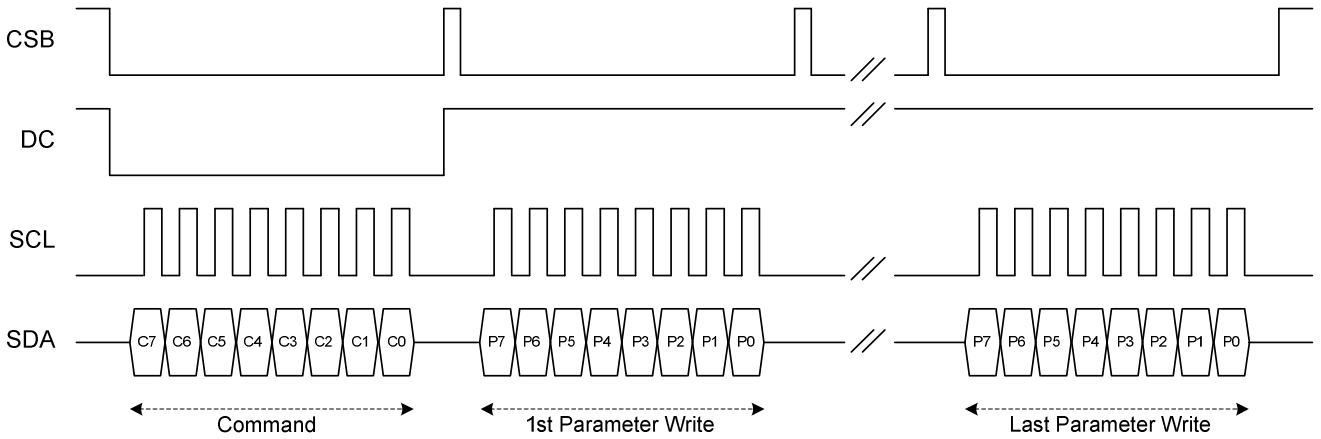 CSB
DC
SCL
SDA
C7 C6 C5 C4 C3 C2 C1 C0 P7 P6 P5 P4 P3 P2 P1 P0 P7 P6 P5 P4 P3 P2 P1 P0
Command 1st Parameter Write Last Parameter Write